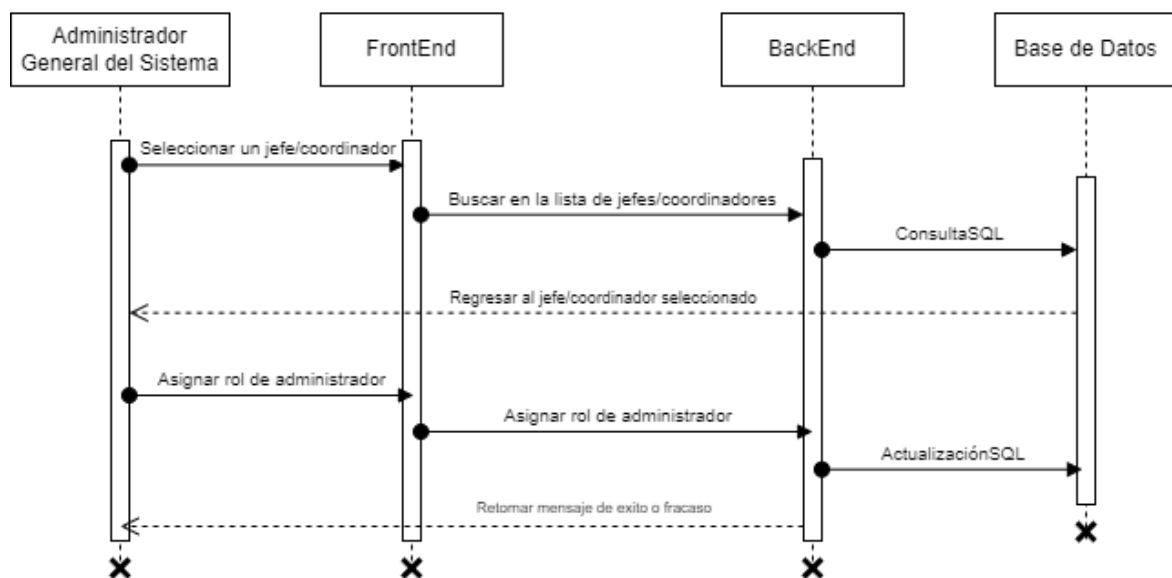 Administrador
General del Sistema
FrontEnd
BackEnd
Base de Datos
Seleccionar un jefe/coordinador
Buscar en la lista de jefes/coordinadores
ConsultaSQL
Regresar al jefe/coordinador seleccionado
Asignar rol de administrador
Asignar rol de administrador
ActualizaciónSQL
Retornar mensaje de exito o fracaso